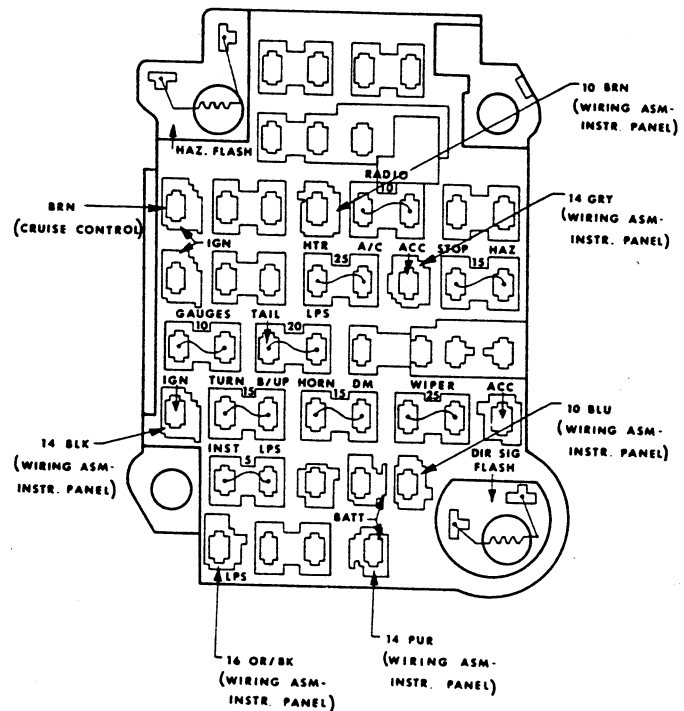 10 BRN
(WIRING ASM-
INSTR. PANEL)
HAZ. FLASH
RADIO
10
14 GRY
(WIRING ASM-
INSTR. PANEL)
BRN
(CRUISE CONTROL)
IGN
HTR A/C ACC STOP HAZ
25 15
GAUGES TAIL LPS
10 20
IGN TURN B/UP HORN DM WIPER ACC
15 15 25
10 BLU
(WIRING ASM-
INSTR. PANEL)
14 BLK
(WIRING ASM-
INSTR. PANEL)
INST LPS
5
DIR SIG
FLASH
BATT.
LPS
14 PUR
(WIRING ASM-
INSTR. PANEL)
16 OR/BK
(WIRING ASM-
INSTR. PANEL)